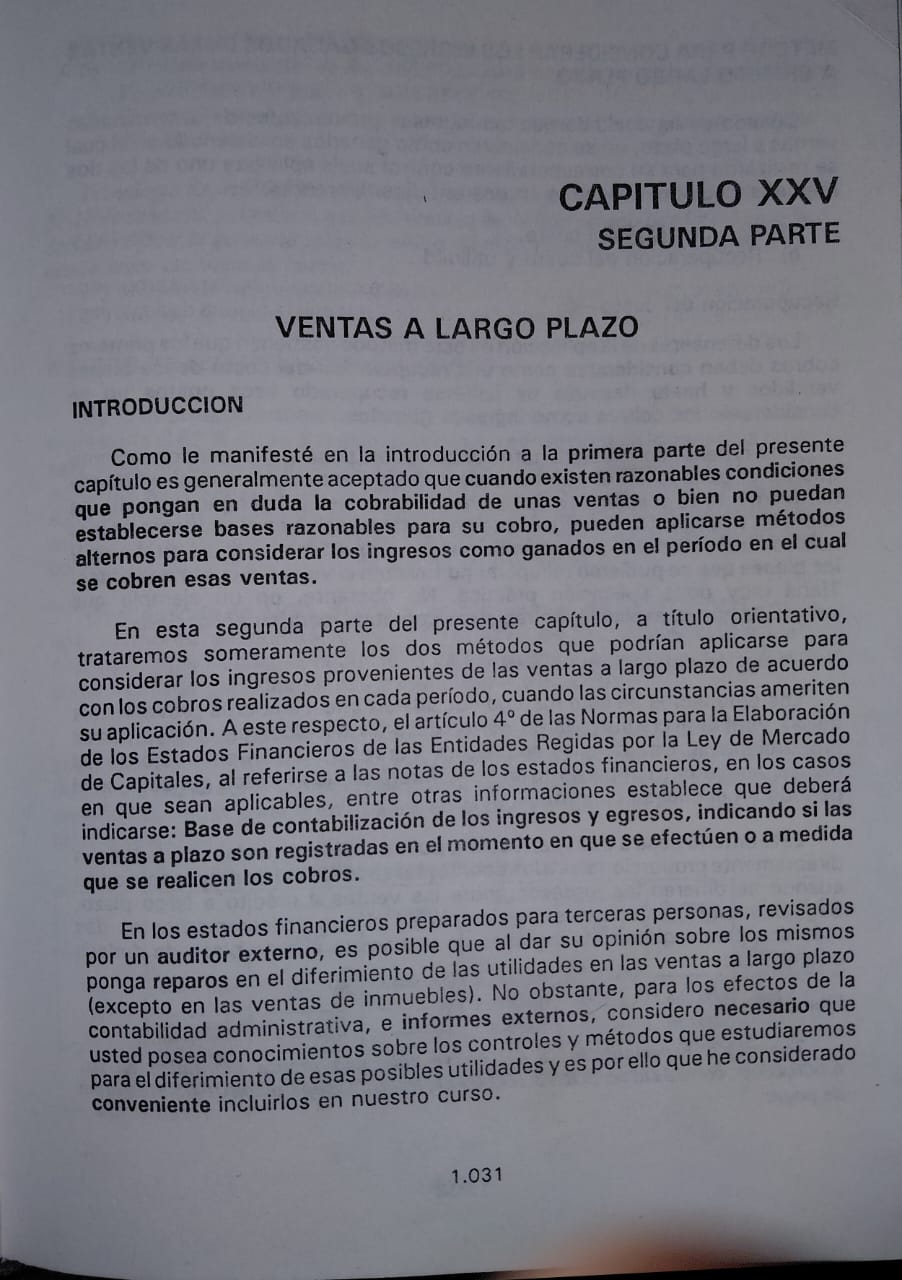 CAPITULO XXV
SEGUNDA PARTE
VENTAS A LARGO PLAZO
INTRODUCCION
Como le manifesté en la introducción a la primera parte del presente
capítulo es generalmente aceptado que cuando existen razonables condiciones
que pongan en duda la cobrabilidad de unas ventas o bien no puedan
establecerse bases razonables para su cobro, pueden aplicarse métodos
alternos para considerar los ingresos como ganados en el período en el cual
se cobren esas ventas.
En esta segunda parte del presente capítulo, a título orientativo,
trataremos someramente los dos métodos que podrían aplicarse para
considerar los ingresos provenientes de las ventas a largo plazo de acuerdo
con los cobros realizados en cada período, cuando las circunstancias ameriten
su aplicación. A este respecto, el artículo 4º de las Normas para la Elaboración
de los Estados Financieros de las Entidades Regidas por la Ley de Mercado
de Capitales, al referirse a las notas de los estados financieros, en los casos
en que sean aplicables, entre otras informaciones establece que deberá
indicarse: Base de contabilización de los ingresos y egresos, indicando si las
ventas a plazo son registradas en el momento en que se efectúen o a medida
que se realicen los cobros.
En los estados financieros preparados para terceras personas, revisados
por un auditor externo, es posible que al dar su opinión sobre los mismos
ponga reparos en el diferimiento de las utilidades en las ventas a largo plazo
(excepto en las ventas de inmuebles). No obstante, para los efectos de la
contabilidad administrativa, e informes externos, considero necesario que
usted posea conocimientos sobre los controles y métodos que estudiaremos
para el diferimiento de esas posibles utilidades y es por ello que he considerado
conveniente incluirlos en nuestro curso.
1.031